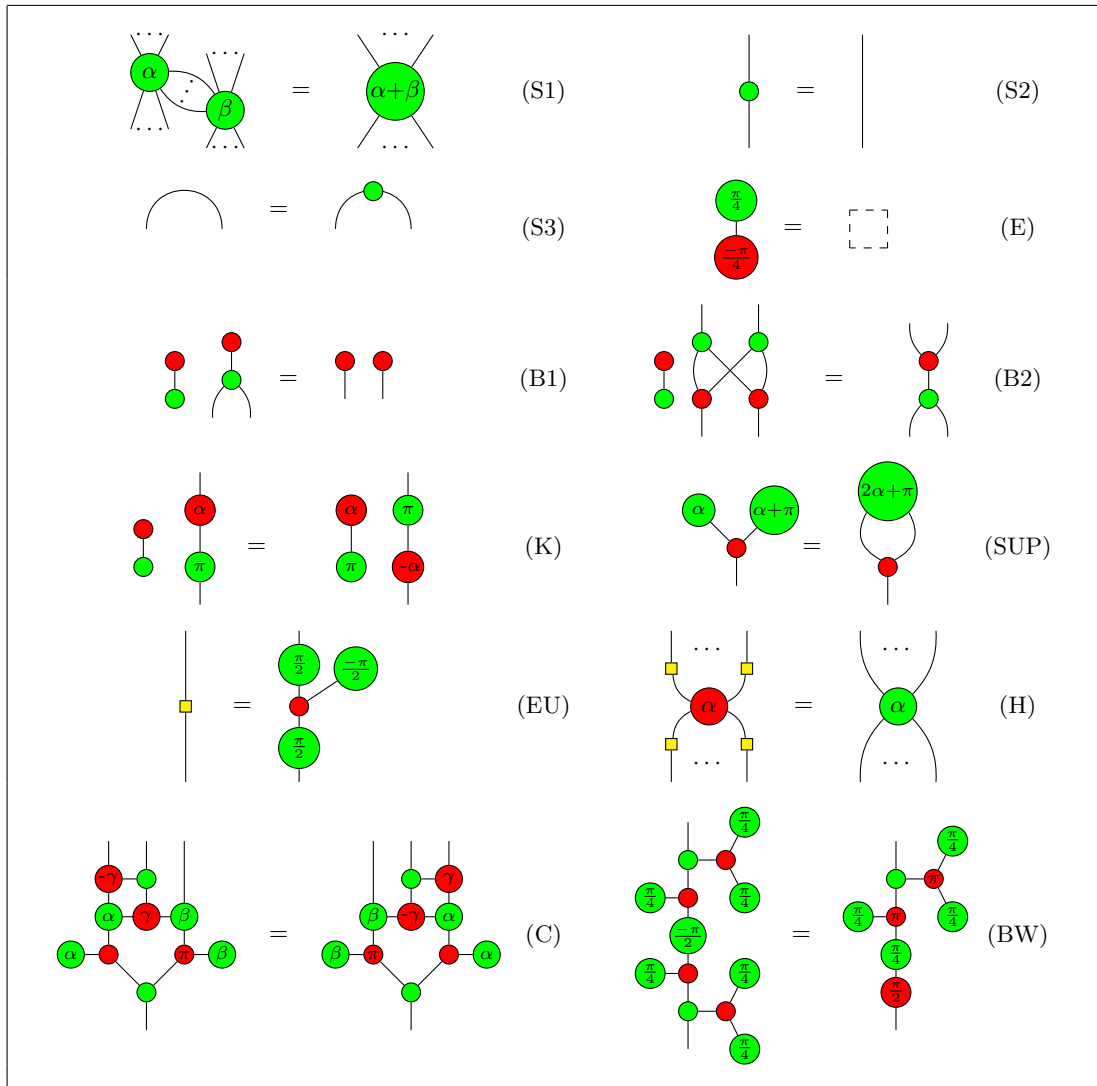 α β = α+β (S1) = (S2)
= (S3) π/4 -π/4 = (E)
= (B1) = (B2)
α π = α π π -α (K) α α+π = 2α+π (SUP)
= π/2 -π/2 π/2 (EU) α = α (H)
-γ α γ β α π β = γ β -γ α β π α (C) π/4 π/4 π/4 -π/2 π/4 π/4 π/4 = π/4 π π/4 π π/4 π/4 π/2 (BW)